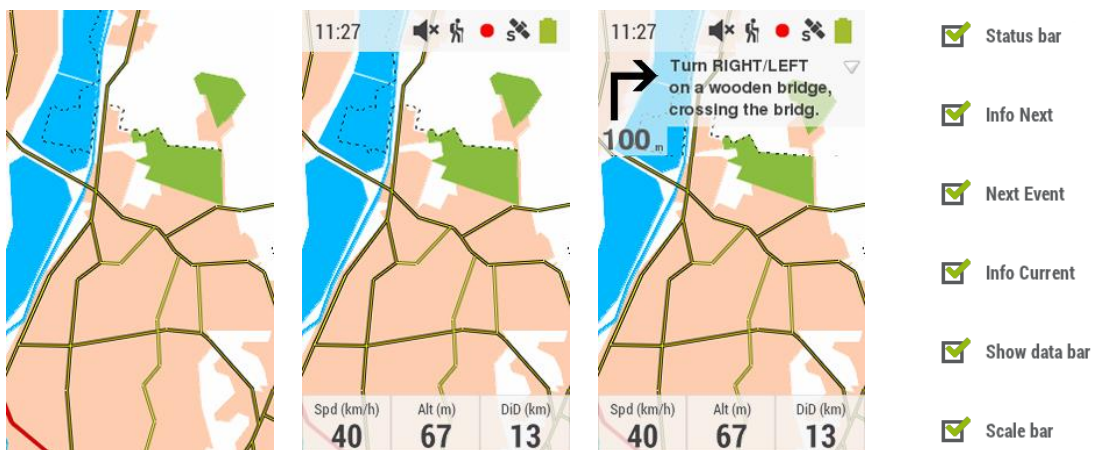 11:27
S
Spd (km/h) Alt (m) DiD (km)
40 67 13
11:27
S
Turn RIGHT/LEFT
on a wooden bridge,
crossing the bridg.
100 m
Spd (km/h) Alt (m) DiD (km)
40 67 13
Status bar
Info Next
Next Event
Info Current
Show data bar
Scale bar